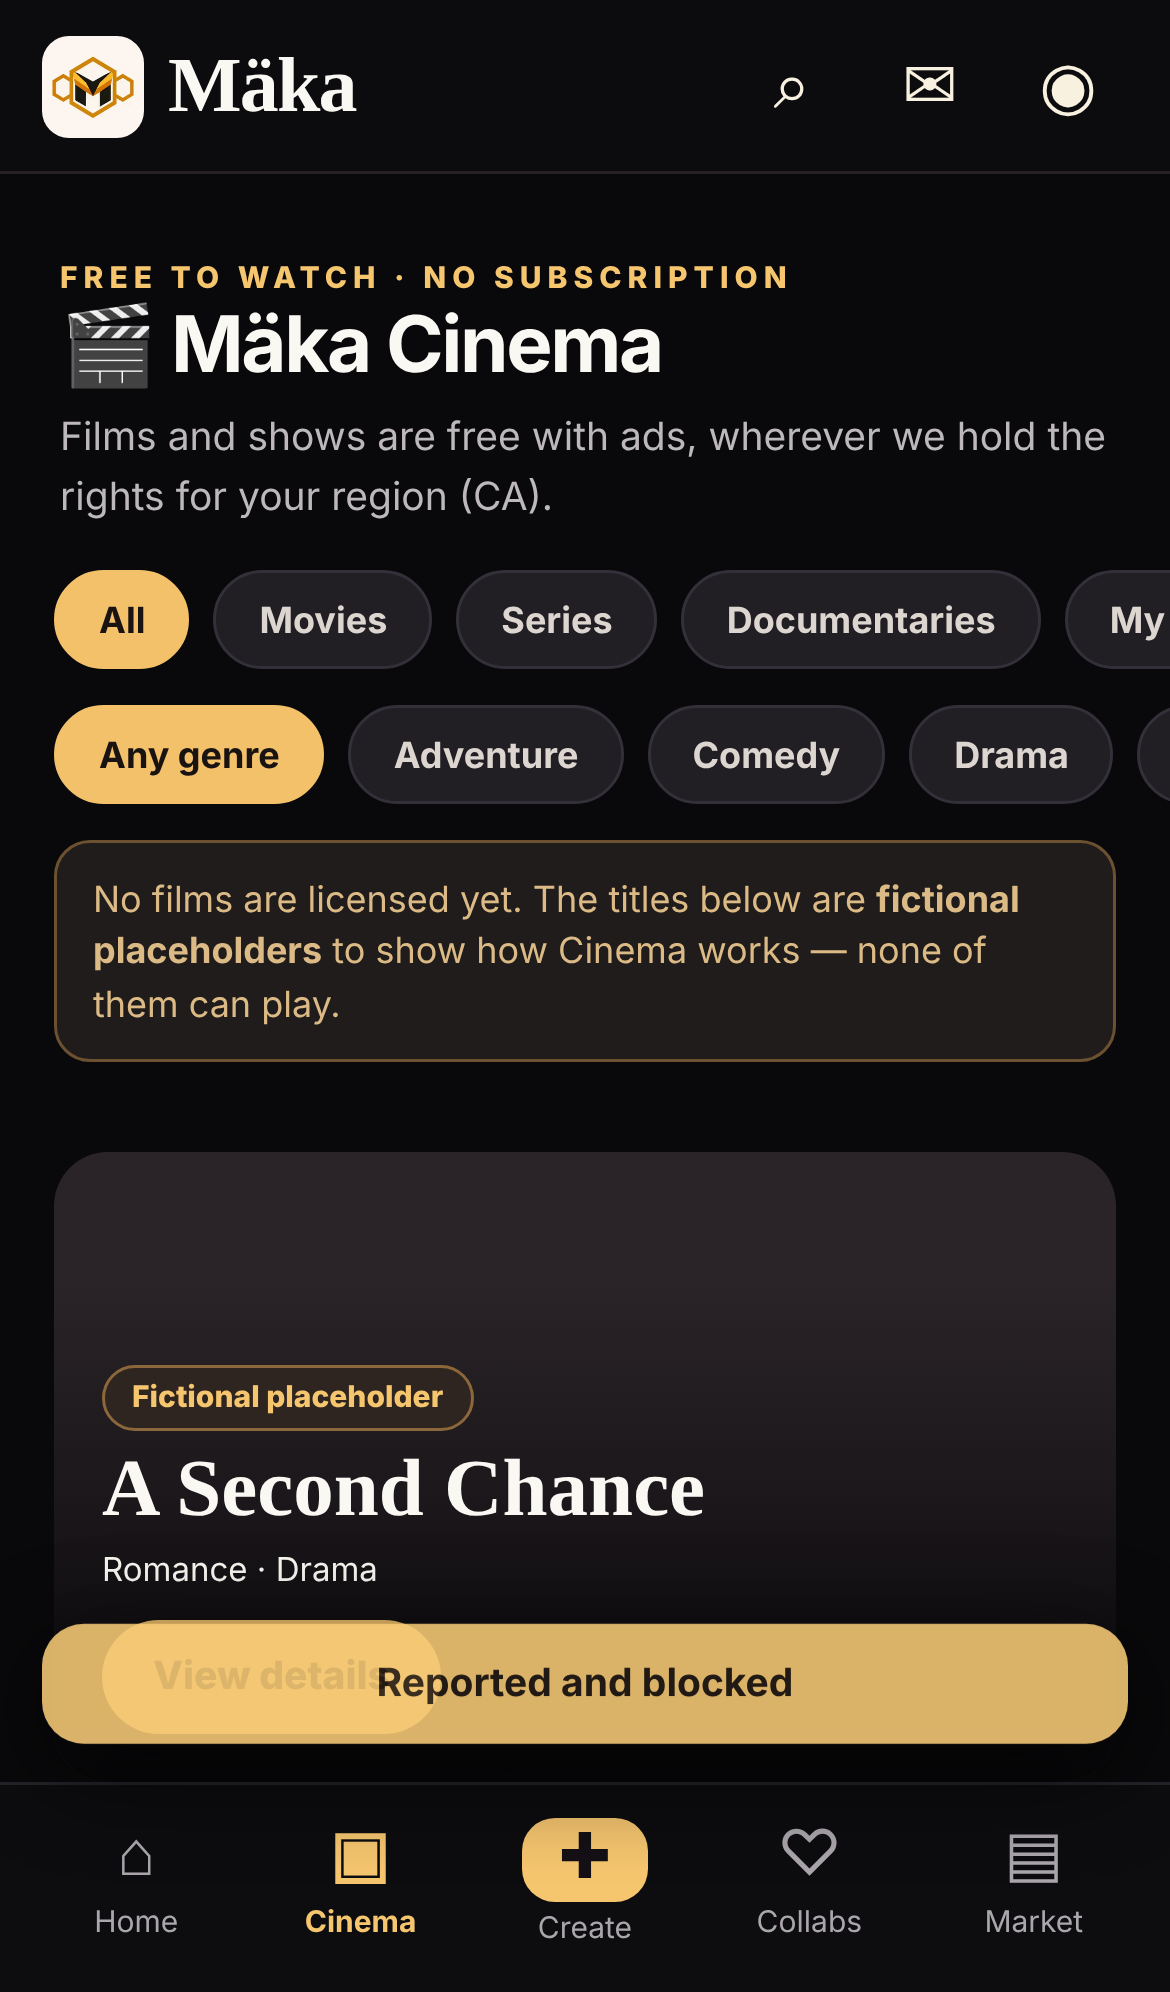 Mäka
FREE TO WATCH · NO SUBSCRIPTION
🎬 Mäka Cinema
Films and shows are free with ads, wherever we hold the
rights for your region (CA).
All Movies Series Documentaries My
Any genre Adventure Comedy Drama
No films are licensed yet. The titles below are fictional
placeholders to show how Cinema works — none of
them can play.
Fictional placeholder
A Second Chance
Romance · Drama
View details
Reported and blocked
Home Cinema Create Collabs Market